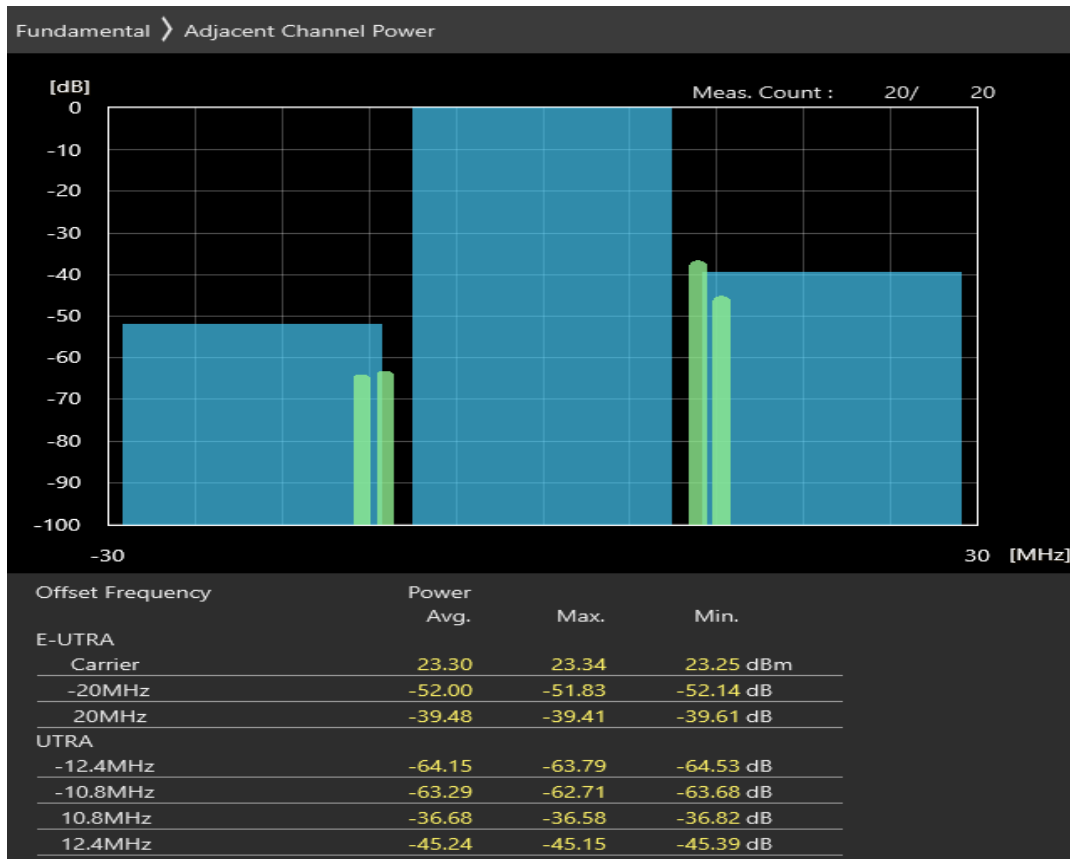 Fundamental 〉 Adjacent Channel Power
[dB]
Meas. Count : 20/ 20
0
-10
-20
-30
-40
-50
-60
-70
-80
-90
-100
-30 30 [MHz]
Offset Frequency Power
Avg. Max. Min.
E-UTRA
Carrier 23.30 23.34 23.25 dBm
-20MHz -52.00 -51.83 -52.14 dB
20MHz -39.48 -39.41 -39.61 dB
UTRA
-12.4MHz -64.15 -63.79 -64.53 dB
-10.8MHz -63.29 -62.71 -63.68 dB
10.8MHz -36.68 -36.58 -36.82 dB
12.4MHz -45.24 -45.15 -45.39 dB